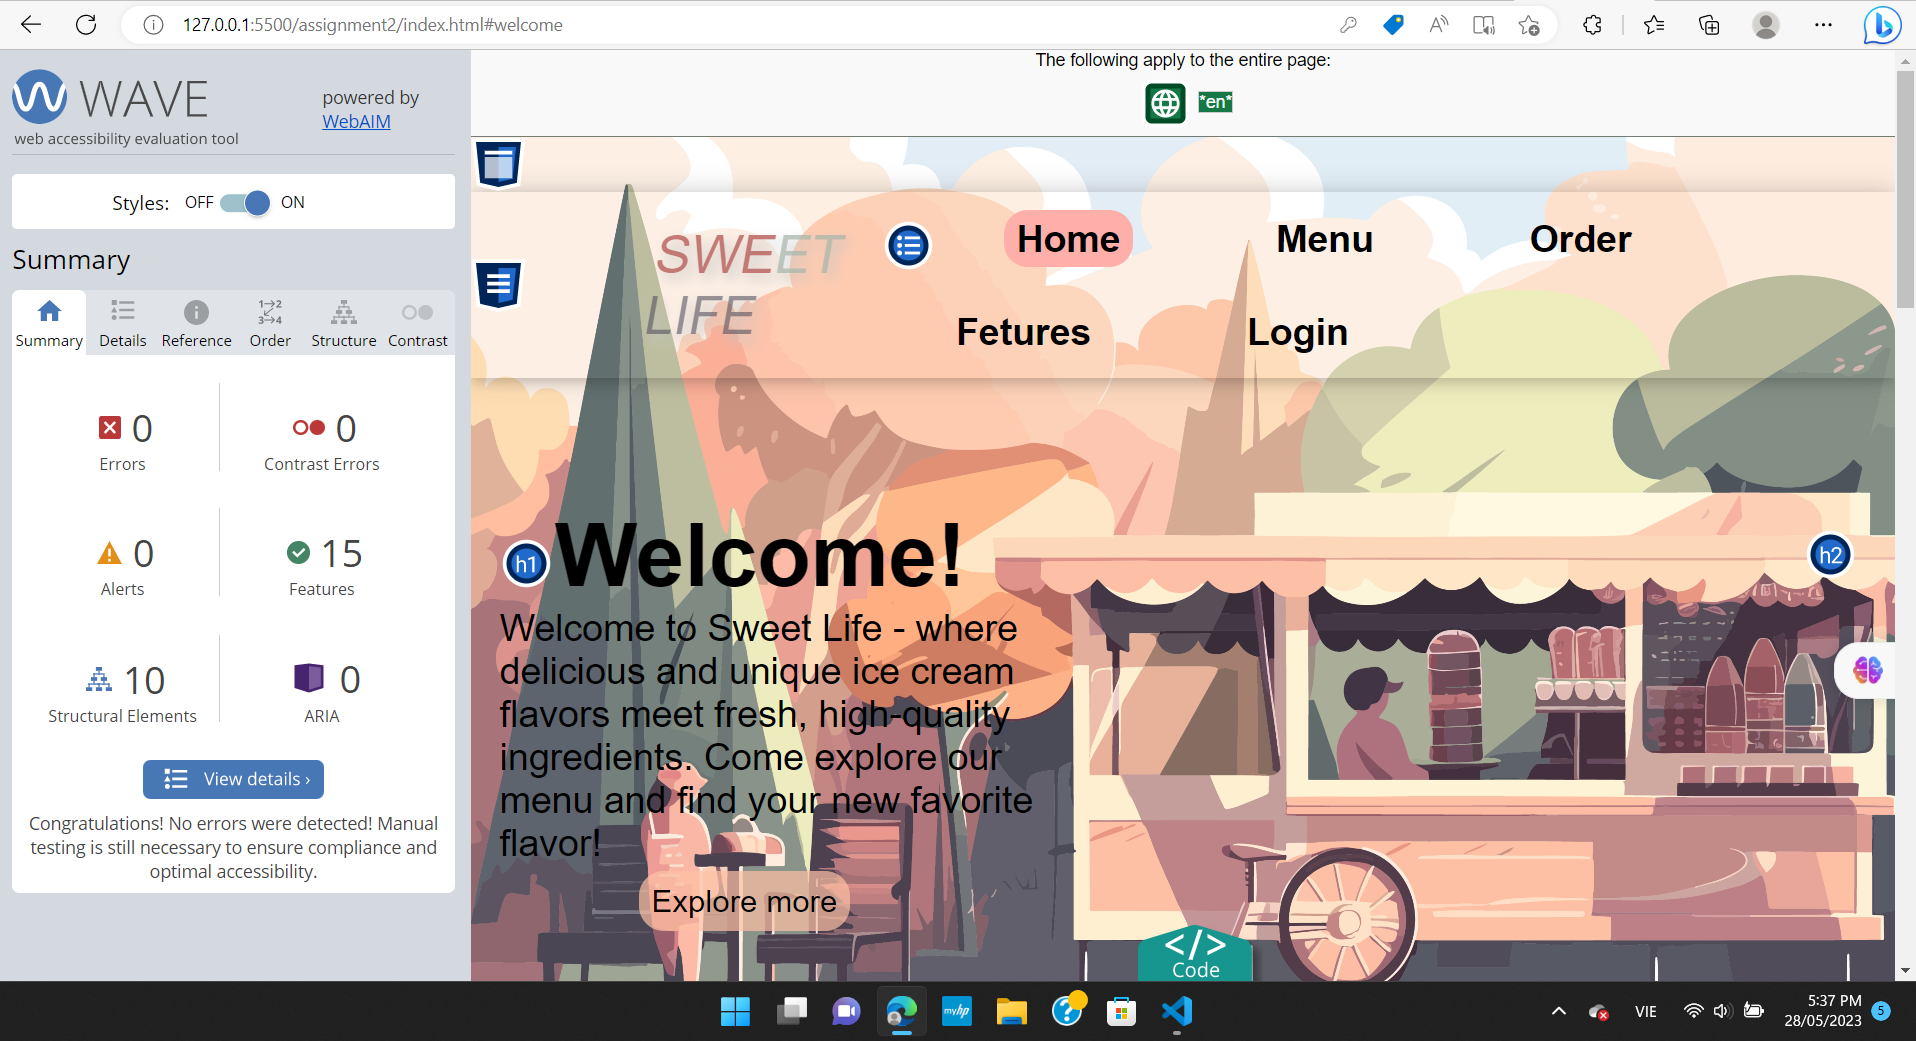 127.0.0.1:5500/assignment2/index.html#welcome
WAVE
web accessibility evaluation tool
powered by
WebAIM
Styles: OFF ON
Summary
Summary Details Reference Order Structure Contrast
0
Errors
0
Contrast Errors
0
Alerts
15
Features
10
Structural Elements
0
ARIA
View details ›
Congratulations! No errors were detected! Manual
testing is still necessary to ensure compliance and
optimal accessibility.
The following apply to the entire page:
*en*
SWEET
LIFE
Home Menu Order
Fetures Login
h1
Welcome!
h2
Welcome to Sweet Life - where
delicious and unique ice cream
flavors meet fresh, high-quality
ingredients. Come explore our
menu and find your new favorite
flavor!
Explore more
</>
Code
myhp
VIE
5:37 PM
28/05/2023
5